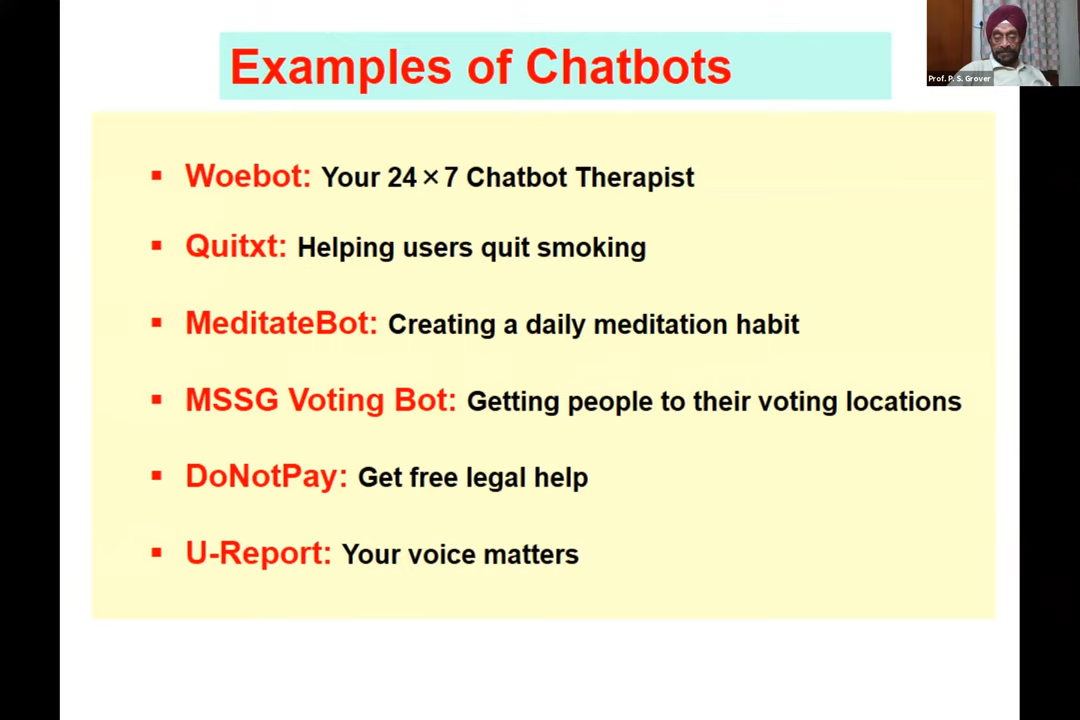 Examples of Chatbots
Prof. P. S. Grover
▪ Woebot: Your 24×7 Chatbot Therapist
▪ Quitxt: Helping users quit smoking
▪ MeditateBot: Creating a daily meditation habit
▪ MSSG Voting Bot: Getting people to their voting locations
▪ DoNotPay: Get free legal help
▪ U-Report: Your voice matters